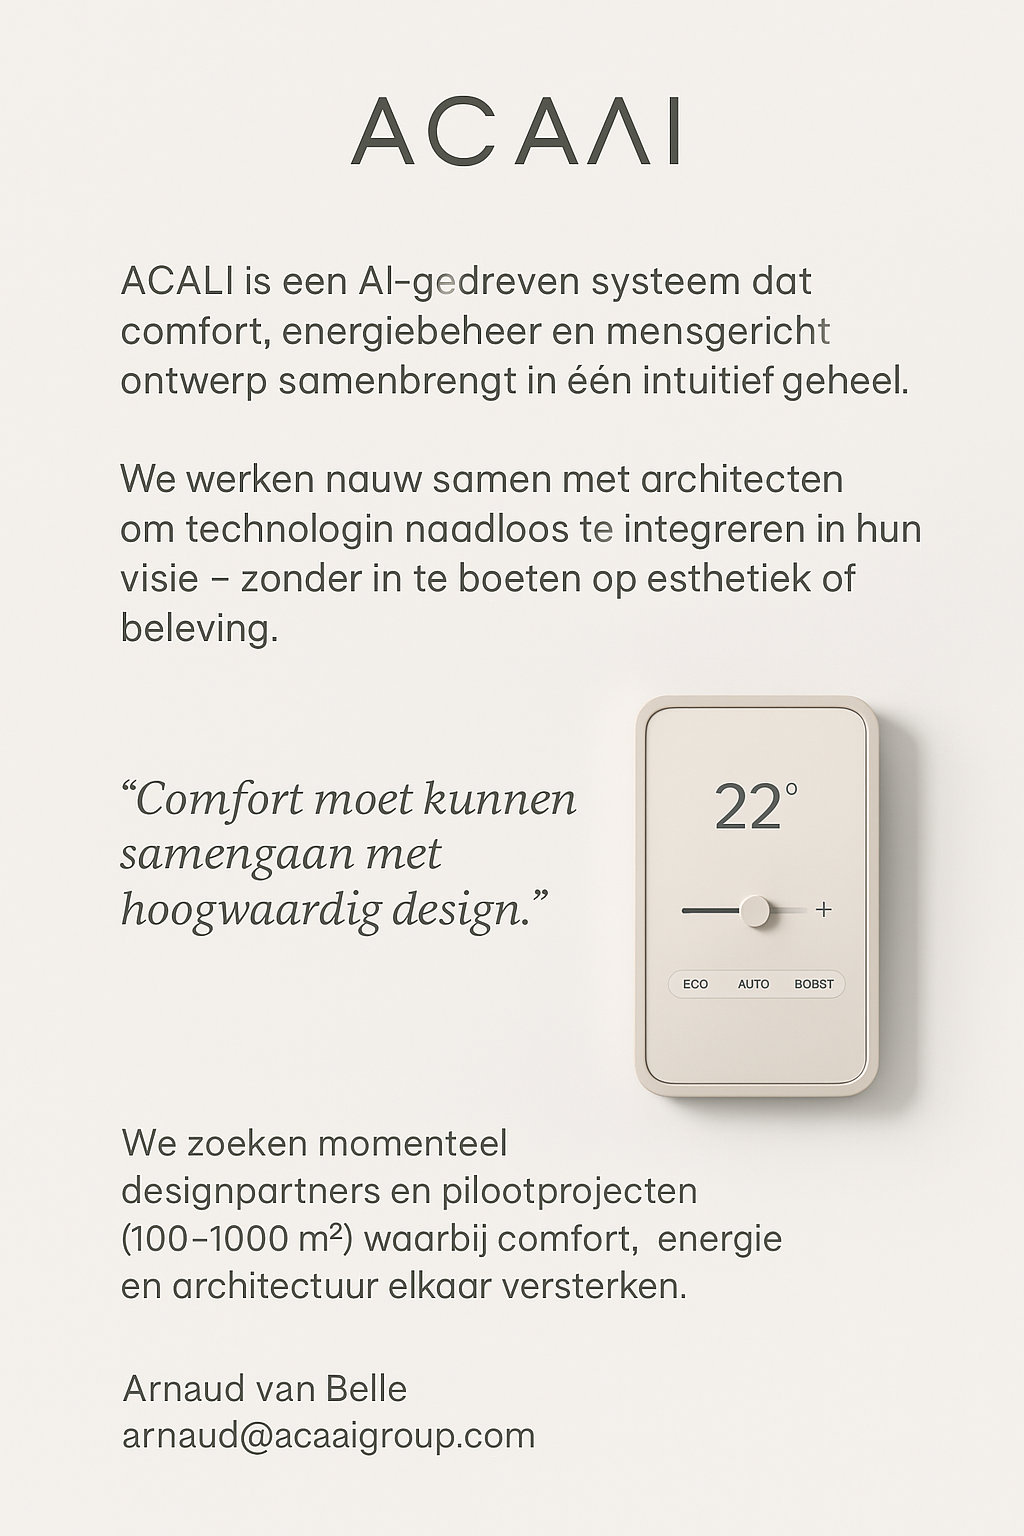 ACAΛI
ACALI is een AI-gedreven systeem dat
comfort, energiebeheer en mensgericht
ontwerp samenbrengt in één intuitief geheel.
We werken nauw samen met architecten
om technologin naadloos te integreren in hun
visie – zonder in te boeten op esthetiek of
beleving.
“Comfort moet kunnen
samengaan met
hoogwaardig design.”
22°
+
ECO AUTO BOBST
We zoeken momenteel
designpartners en pilootprojecten
(100–1000 m²) waarbij comfort, energie
en architectuur elkaar versterken.
Arnaud van Belle
arnaud@acaaigroup.com